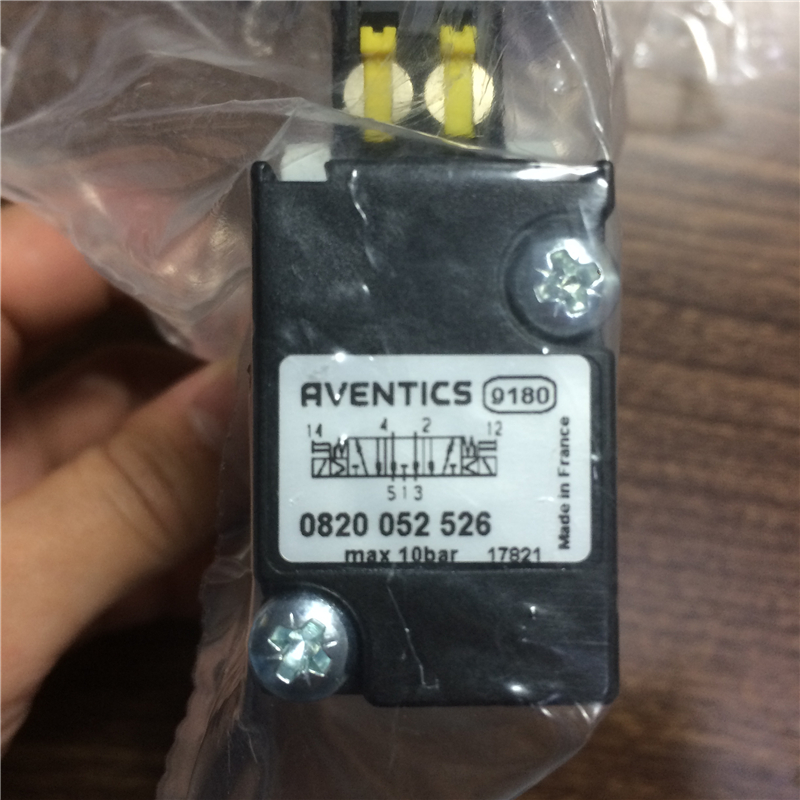 AVENTICS 9180
14 4 2 12
5 1 3
0820 052 526
max 10bar 17821
Made in France